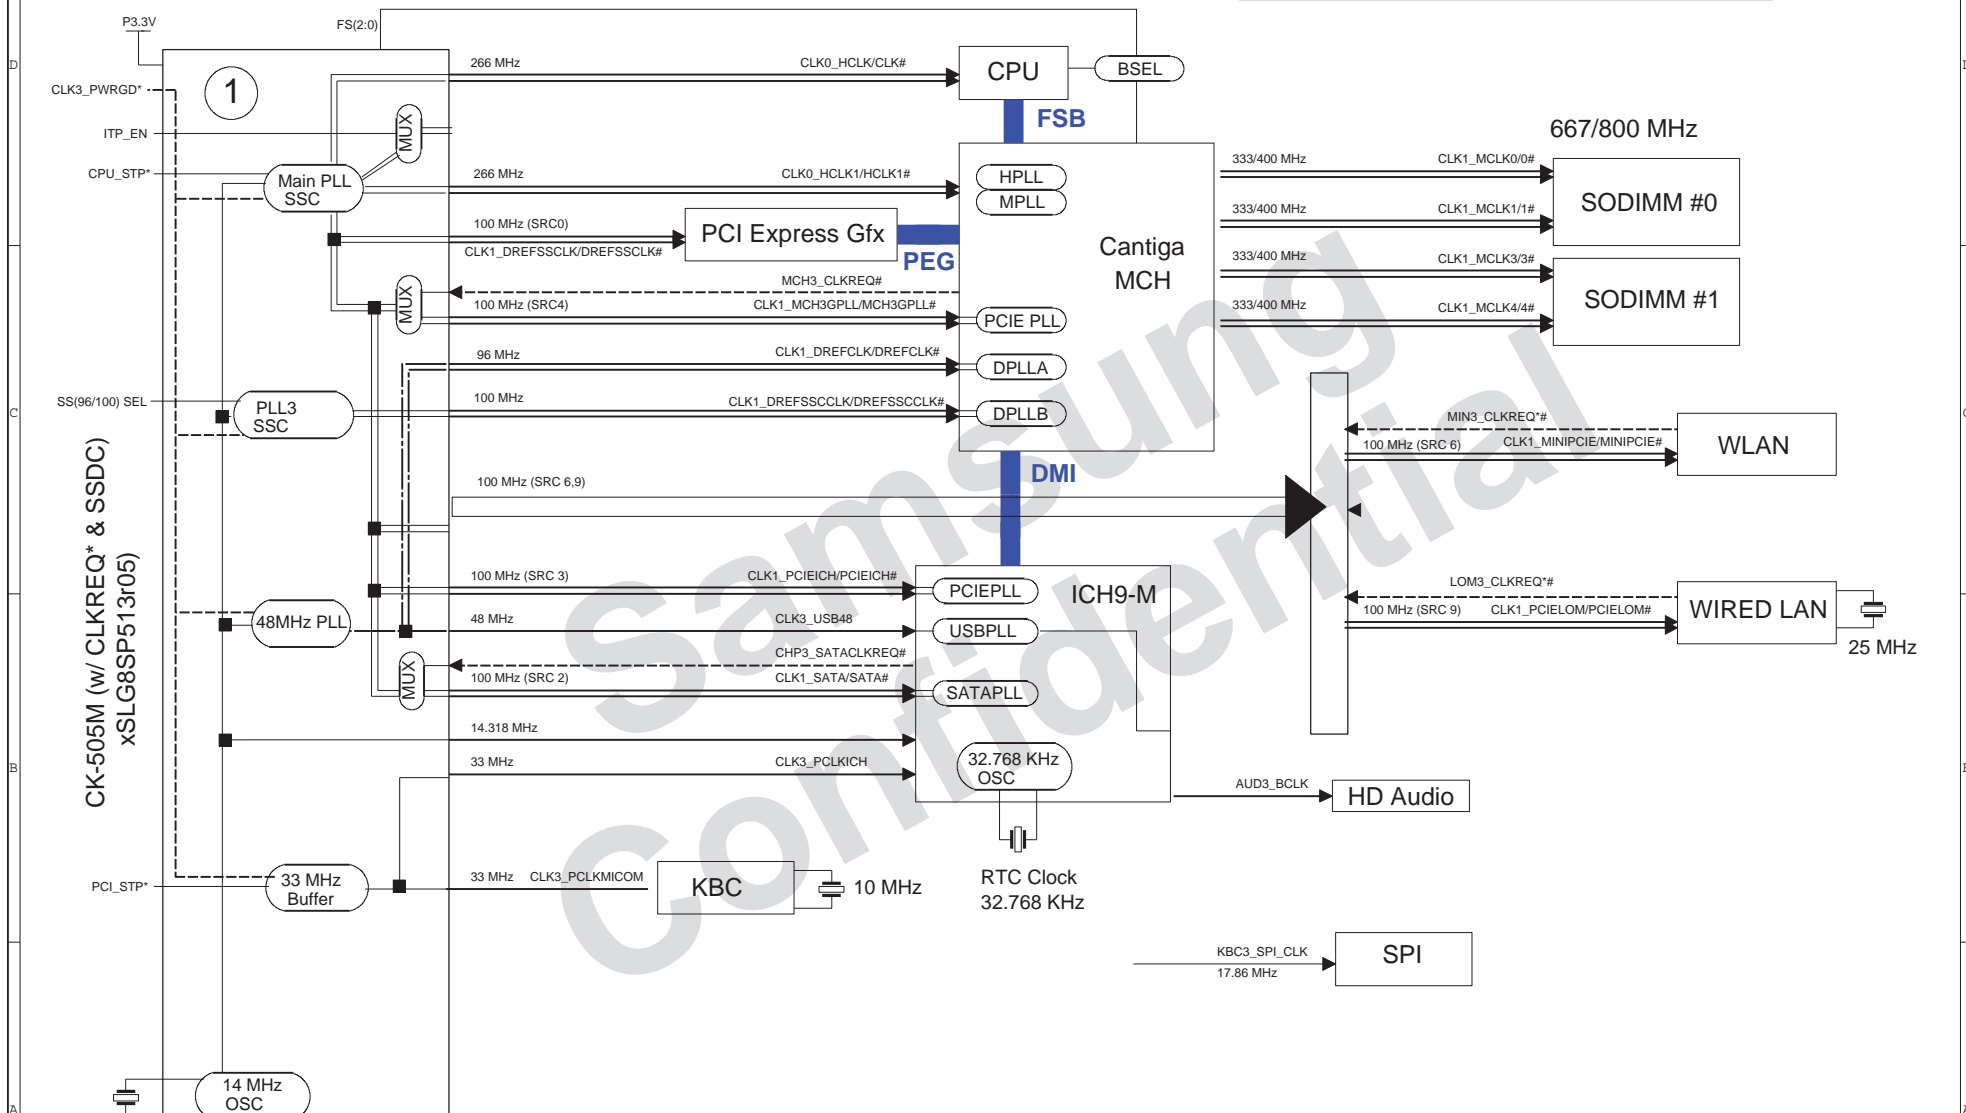 P3.3V
FS(2:0)
D
CLK3_PWRGD*
1
266 MHz
CLK0_HCLK/CLK#
CPU
BSEL
FSB
667/800 MHz
ITP_EN
MUX
CPU_STP*
Main PLL
SSC
266 MHz
CLK0_HCLK1/HCLK1#
HPLL
MPLL
333/400 MHz
CLK1_MCLK0/0#
SODIMM #0
333/400 MHz
CLK1_MCLK1/1#
100 MHz (SRC0)
CLK1_DREFSSCLK/DREFSSCLK#
PCI Express Gfx
PEG
Cantiga
MCH
333/400 MHz
CLK1_MCLK3/3#
SODIMM #1
333/400 MHz
CLK1_MCLK4/4#
MUX
MCH3_CLKREQ#
100 MHz (SRC4)
CLK1_MCH3GPLL/MCH3GPLL#
PCIE PLL
96 MHz
CLK1_DREFCLK/DREFCLK#
DPLLA
C
SS(96/100) SEL
PLL3
SSC
100 MHz
CLK1_DREFSSCCLK/DREFSSCCLK#
DPLLB
MIN3_CLKREQ*#
100 MHz (SRC 6)
CLK1_MINIPCIE/MINIPCIE#
WLAN
DMI
100 MHz (SRC 6,9)
CK-505M (w/ CLKREQ* & SSDC)
xSLG8SP513r05)
100 MHz (SRC 3)
CLK1_PCIEICH/PCIEICH#
PCIEPLL
ICH9-M
LOM3_CLKREQ*#
100 MHz (SRC 9)
CLK1_PCIELOM/PCIELOM#
WIRED LAN
25 MHz
48MHz PLL
48 MHz
CLK3_USB48
USBPLL
MUX
CHP3_SATACLKREQ#
100 MHz (SRC 2)
CLK1_SATA/SATA#
SATAPLL
14.318 MHz
B
33 MHz
CLK3_PCLKICH
32.768 KHz
OSC
AUD3_BCLK
HD Audio
PCI_STP*
33 MHz
Buffer
33 MHz
CLK3_PCLKMICOM
KBC
10 MHz
RTC Clock
32.768 KHz
KBC3_SPI_CLK
17.86 MHz
SPI
14 MHz
OSC
A
Samsung
Confidential